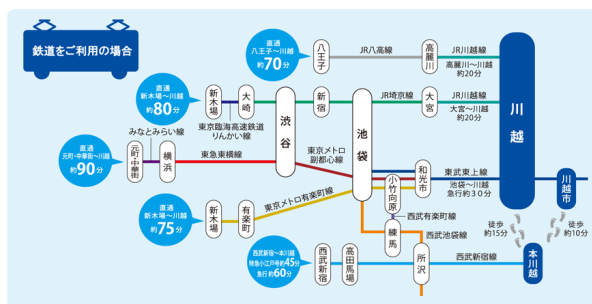 鉄道をご利用の場合
直通
八王子～川越
約70分
八王子
JR八高線
高麗川
JR川越線
高麗川～川越
約20分
川越
直通
新木場～川越
約80分
新木場
大崎
東京臨海高速鉄道
りんかい線
渋谷
新宿
JR埼京線
池袋
大宮
JR川越線
大宮～川越
約20分
直通
元町・中華街～川越
約90分
みなとみらい線
元町・中華街
横浜
東急東横線
東京メトロ
副都心線
和光市
東武東上線
池袋～川越
急行約30分
川越市
直通
新木場～川越
約75分
新木場
有楽町
東京メトロ有楽町線
小竹向原
西武有楽町線
練馬
西武池袋線
徒歩
約15分
徒歩
約10分
西武新宿～本川越
特急小江戸号約45分
急行 約60分
西武新宿
高田馬場
所沢
西武新宿線
本川越